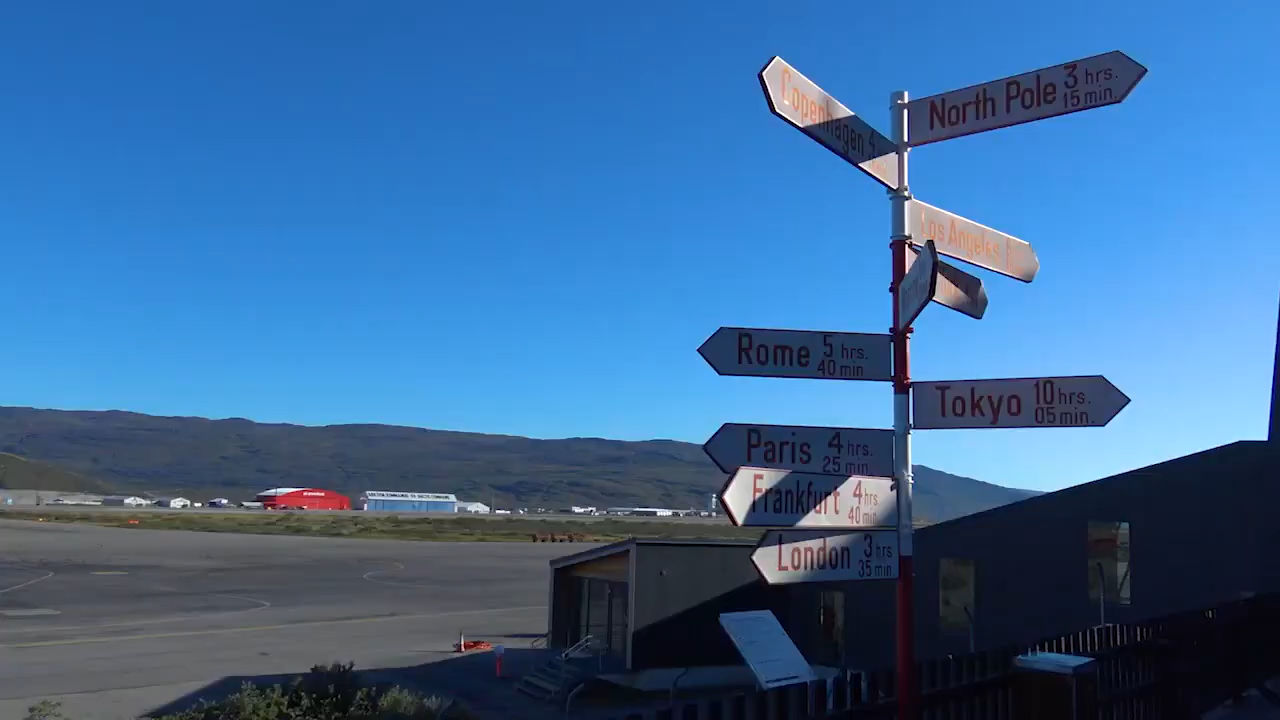 North Pole 3 hrs.
15 min.
Copenhagen 4
Los Angeles
Rome 5 hrs.
40 min
Tokyo 10 hrs.
05 min.
Paris 4 hrs.
25 min
Frankfurt 4 hrs
40 min
London 3 hrs
35 min